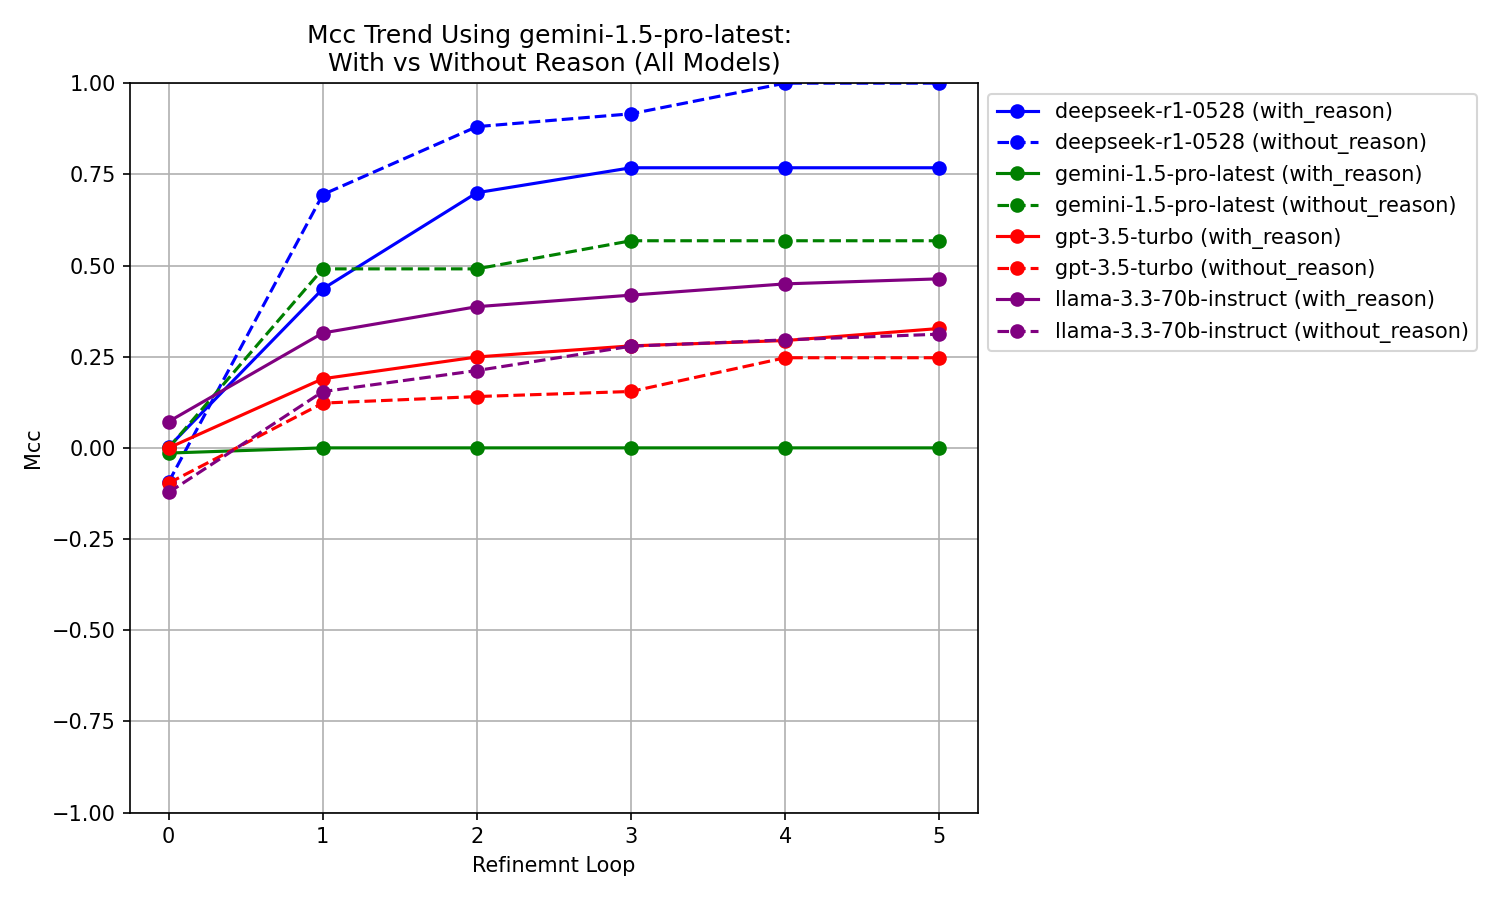 Mcc Trend Using gemini-1.5-pro-latest:
With vs Without Reason (All Models)
1.00
0.75
0.50
0.25
0.00
−0.25
−0.50
−0.75
−1.00
Mcc
0 1 2 3 4 5
Refinemnt Loop
deepseek-r1-0528 (with_reason)
deepseek-r1-0528 (without_reason)
gemini-1.5-pro-latest (with_reason)
gemini-1.5-pro-latest (without_reason)
gpt-3.5-turbo (with_reason)
gpt-3.5-turbo (without_reason)
llama-3.3-70b-instruct (with_reason)
llama-3.3-70b-instruct (without_reason)